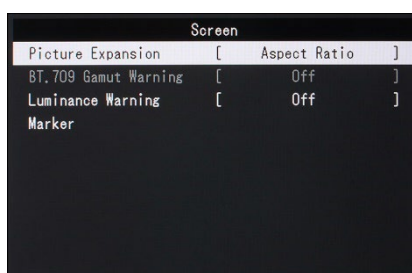 Screen
Picture Expansion [ Aspect Ratio ]
BT.709 Gamut Warning [ Off ]
Luminance Warning [ Off ]
Marker